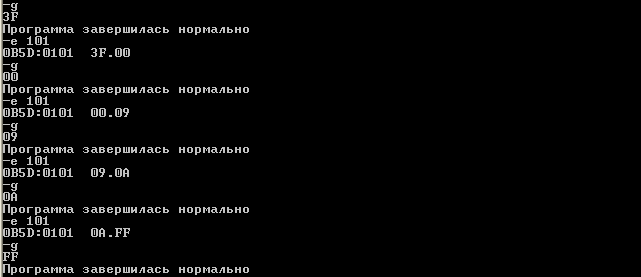 -g
3F
Программа завершилась нормально
-e 101
0B5D:0101  3F.00
-g
00
Программа завершилась нормально
-e 101
0B5D:0101  00.09
-g
09
Программа завершилась нормально
-e 101
0B5D:0101  09.0A
-g
0A
Программа завершилась нормально
-e 101
0B5D:0101  0A.FF
-g
FF
Программа завершилась нормально